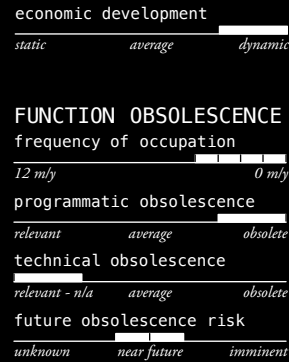 economic development
static average dynamic
FUNCTION OBSOLESCENCE
frequency of occupation
12 m/y 0 m/y
programmatic obsolescence
relevant average obsolete
technical obsolescence
relevant - n/a average obsolete
future obsolescence risk
unknown near future imminent